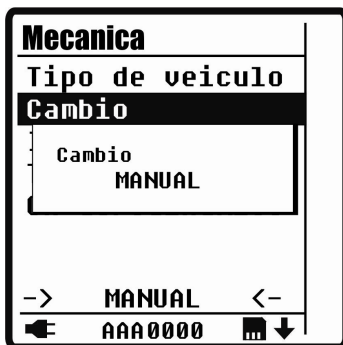 Mecanica
Tipo de veiculo
Cambio
Cambio
MANUAL
-> MANUAL <-
AAA0000